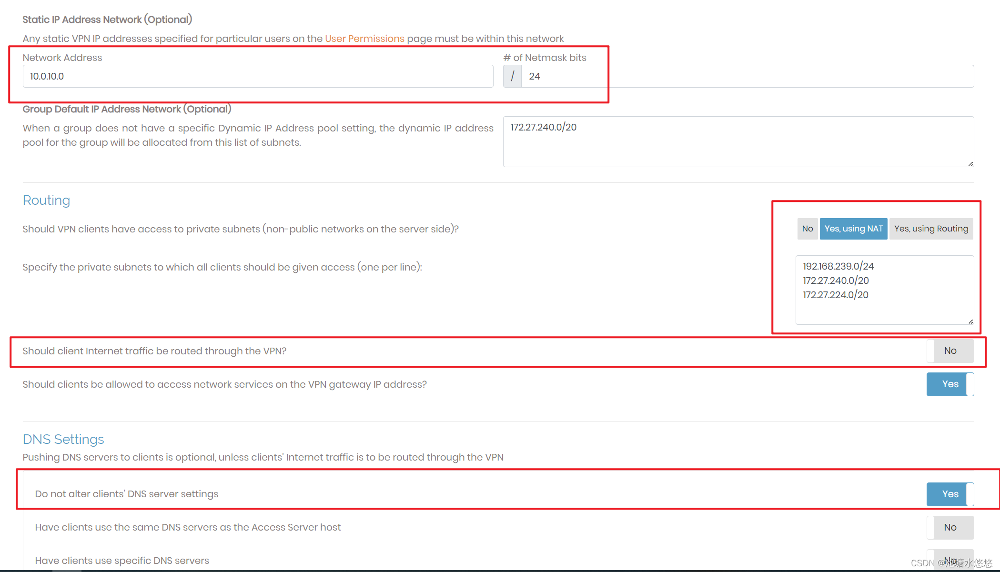 Static IP Address Network (Optional)
Any static VPN IP addresses specified for particular users on the User Permissions page must be within this network
Network Address
# of Netmask bits
10.0.10.0
/ 24
Group Default IP Address Network (Optional)
When a group does not have a specific Dynamic IP Address pool setting, the dynamic IP address
pool for the group will be allocated from this list of subnets.
172.27.240.0/20
Routing
Should VPN clients have access to private subnets (non-public networks on the server side)?
No Yes, using NAT Yes, using Routing
Specify the private subnets to which all clients should be given access (one per line):
192.168.239.0/24
172.27.240.0/20
172.27.224.0/20
Should client Internet traffic be routed through the VPN?
No
Should clients be allowed to access network services on the VPN gateway IP address?
Yes
DNS Settings
Pushing DNS servers to clients is optional, unless clients' Internet traffic is to be routed through the VPN
Do not alter clients' DNS server settings
Yes
Have clients use the same DNS servers as the Access Server host
No
Have clients use specific DNS servers
No
CSDN @池塘水悠悠